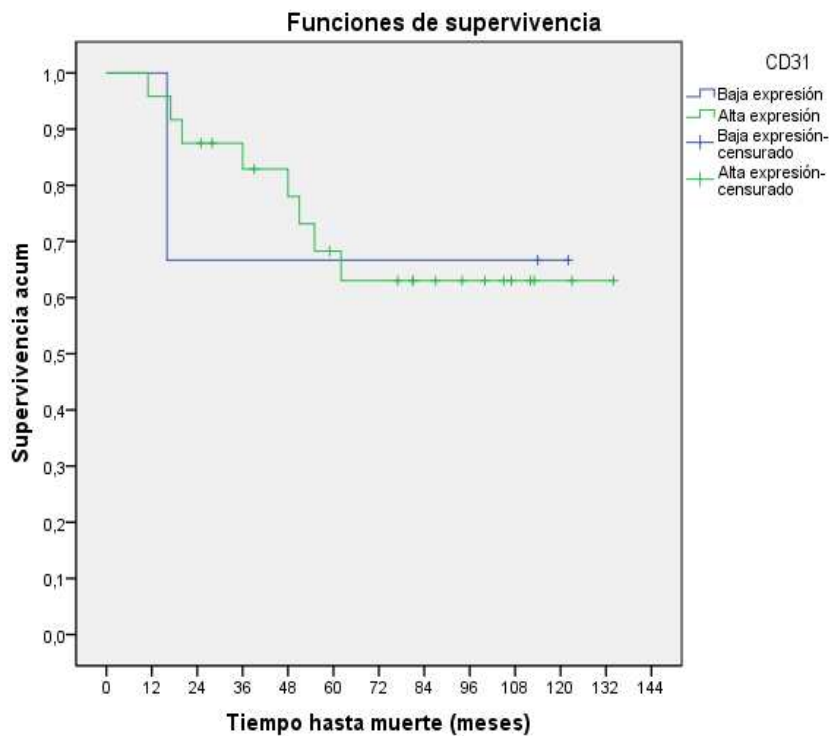 Funciones de supervivencia
CD31
Baja expresión
Alta expresión
Baja expresión-
censurado
Alta expresión-
censurado
Supervivencia acum
1,0
0,9
0,8
0,7
0,6
0,5
0,4
0,3
0,2
0,1
0,0
0 12 24 36 48 60 72 84 96 108 120 132 144
Tiempo hasta muerte (meses)